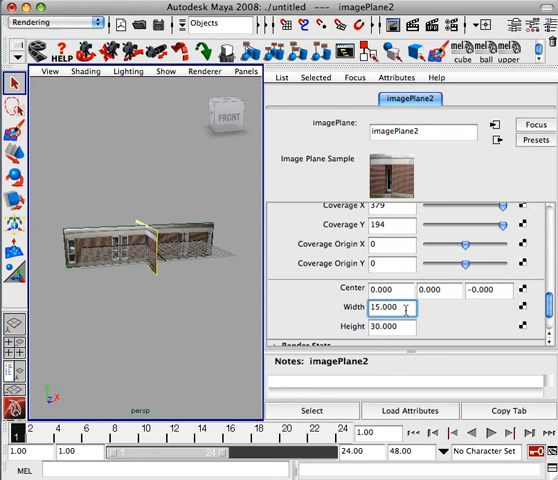 Autodesk Maya 2008: ./untitled --- imagePlane2
Rendering
Objects
HELP
mel cube
mel ball
mel upper
View Shading Lighting Show Renderer Panels
List Selected Focus Attributes Help
FRONT
imagePlane2
imagePlane: imagePlane2
Focus
Presets
Image Plane Sample
Coverage X 379
Coverage Y 194
Coverage Origin X 0
Coverage Origin Y 0
Center 0.000 0.000 -0.000
Width 15.000
Height 30.000
Render Stats
Notes: imagePlane2
Z X
persp
Select Load Attributes Copy Tab
1 2 4 6 8 10 12 14 16 18 20 22 24 1.00
1.00 1.00 1 24 24.00 48.00 No Character Set
MEL